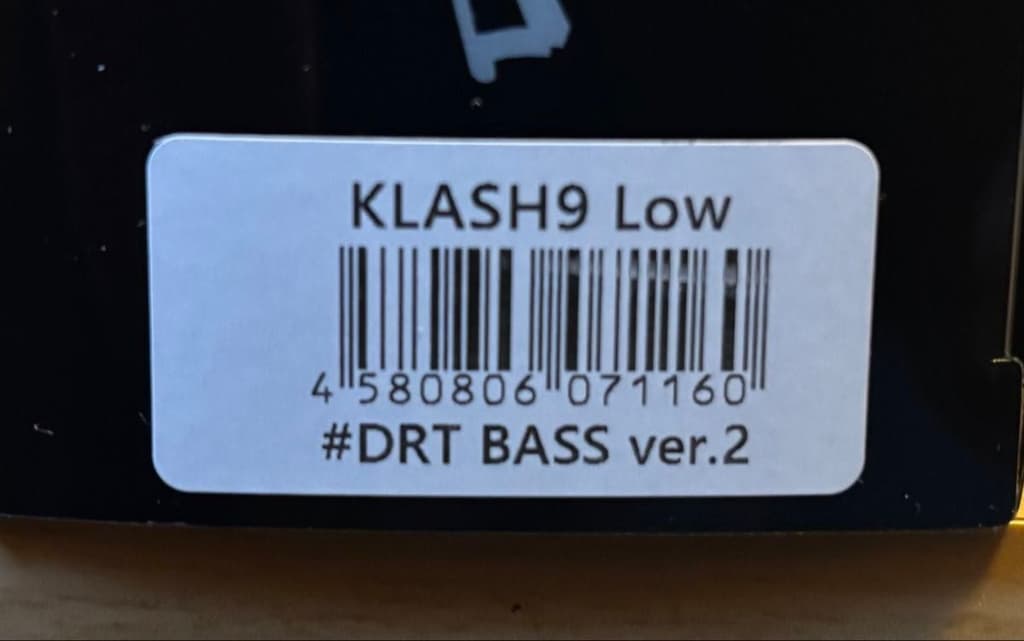 KLASH9 Low
4 580806 071160
#DRT BASS ver.2